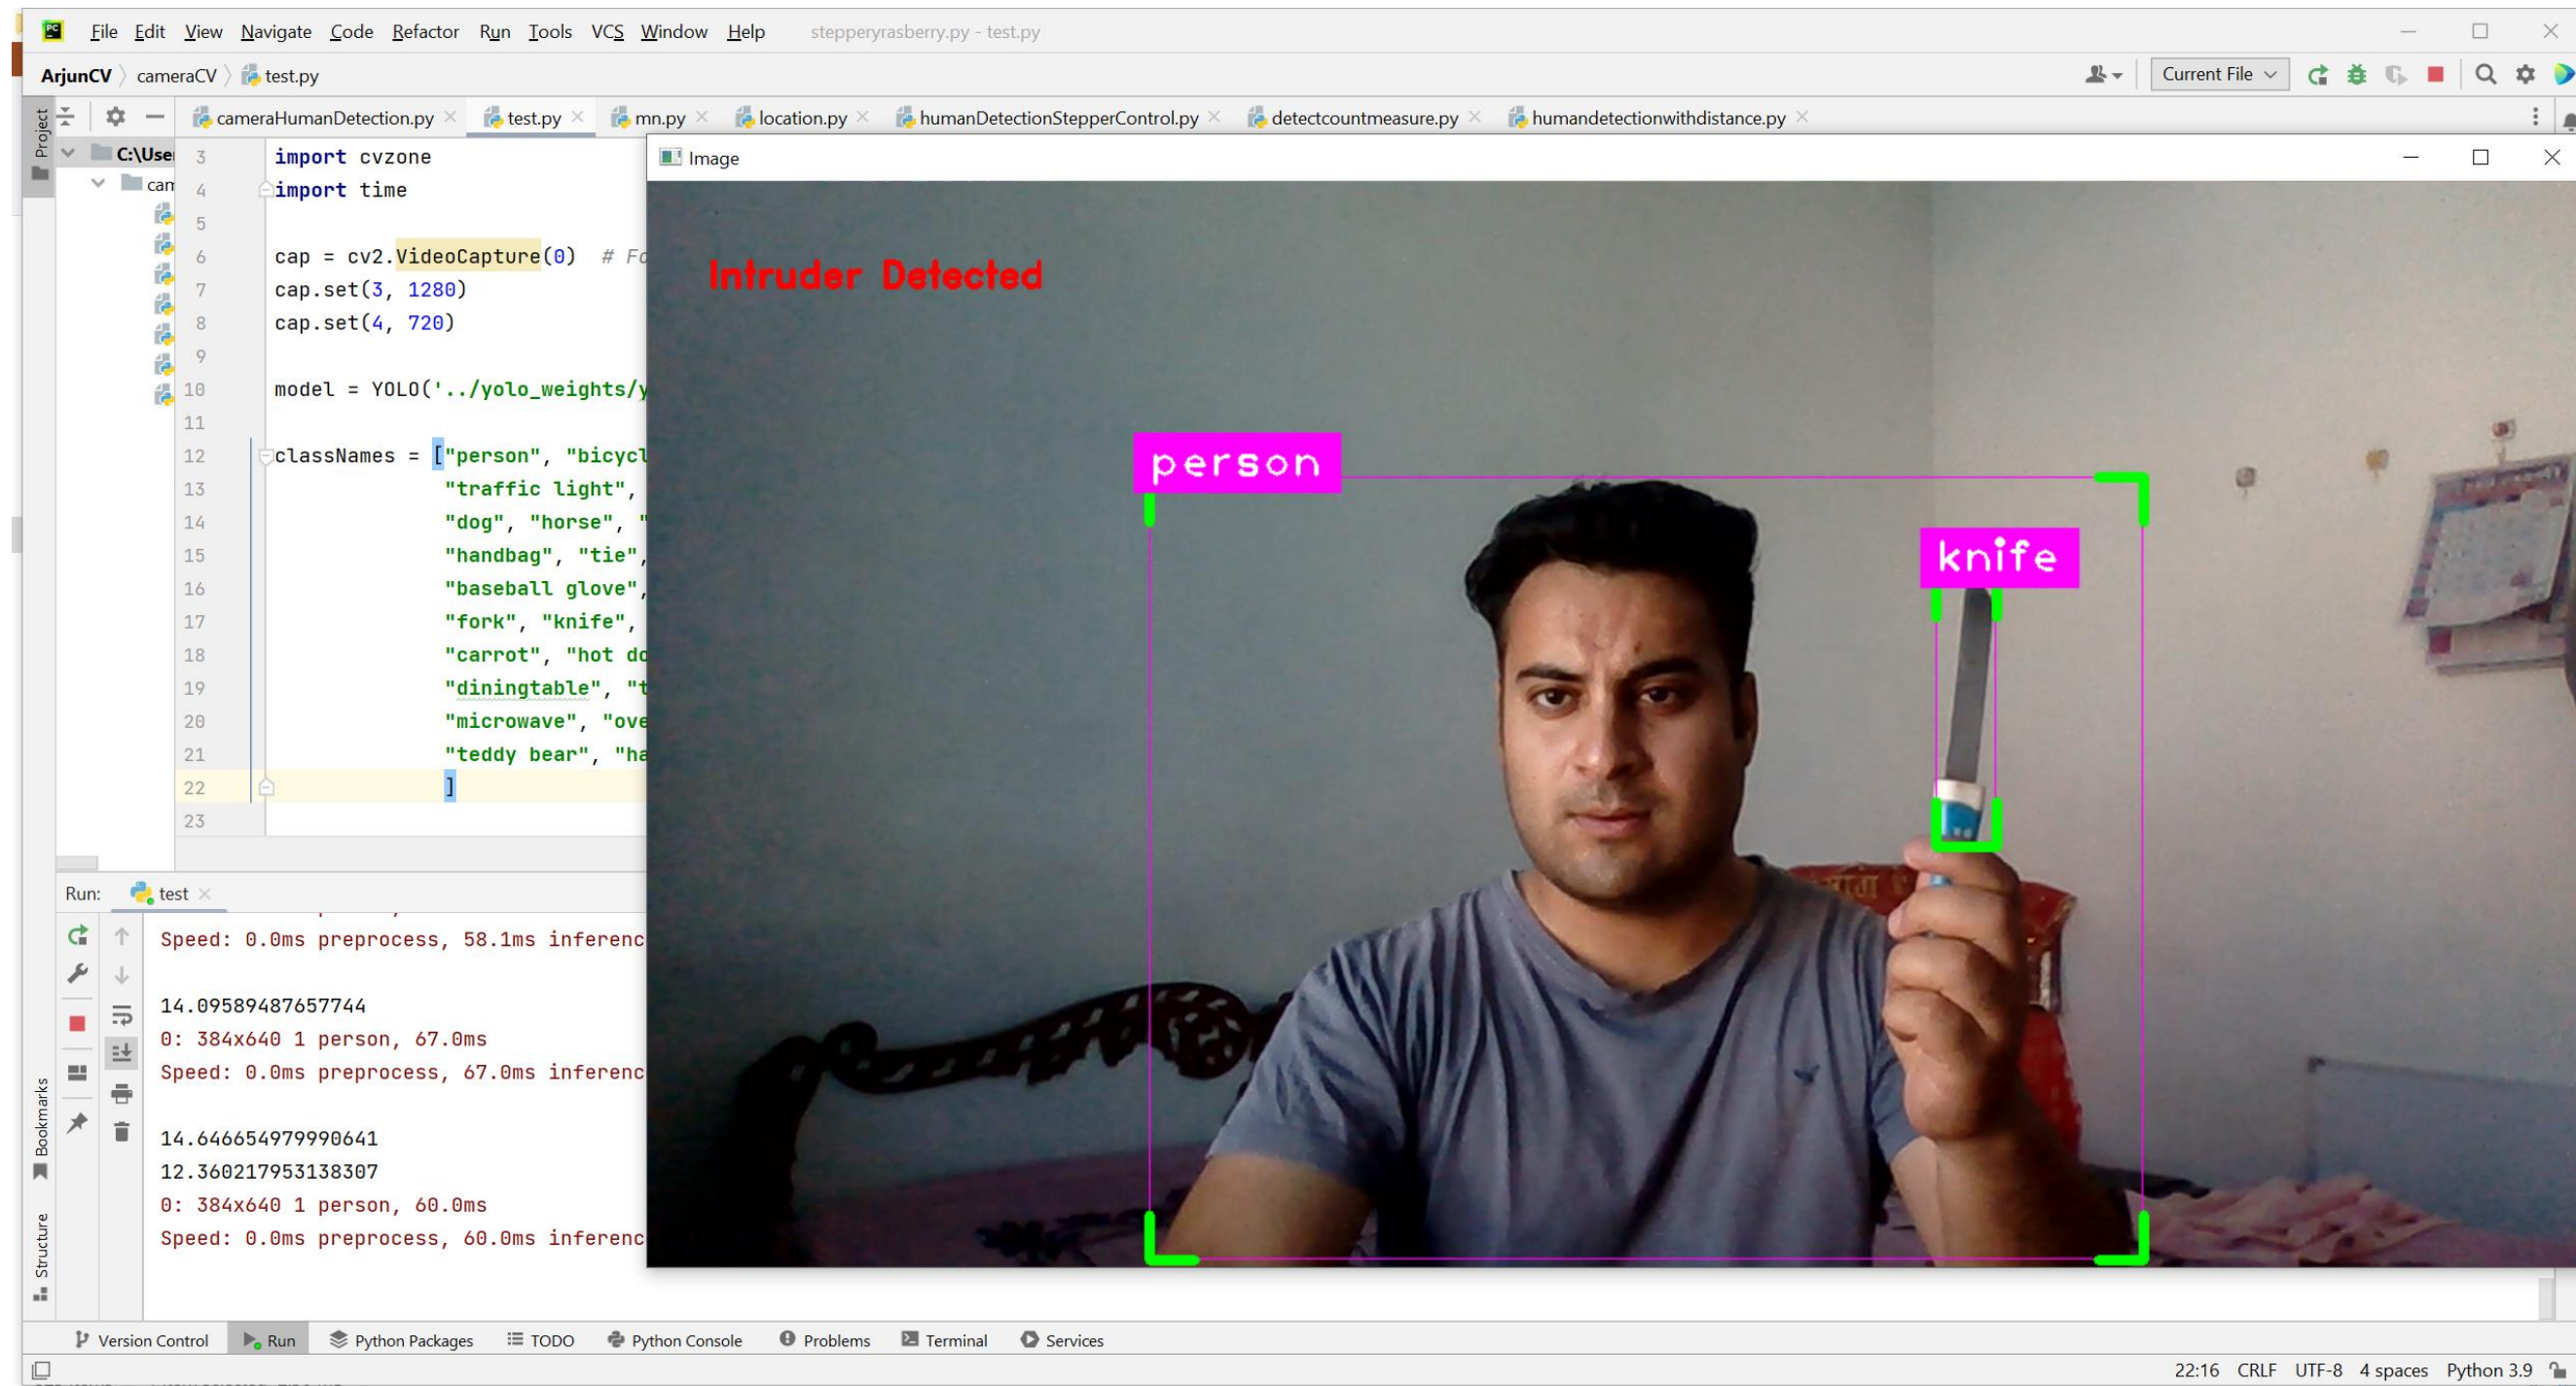 File Edit View Navigate Code Refactor Run Tools VCS Window Help stepperyrasberry.py - test.py
ArjunCV cameraCV test.py Current File
Project
cameraHumanDetection.py test.py mn.py location.py humanDetectionStepperControl.py detectcountmeasure.py humandetectionwithdistance.py
C:\Use
cam
3 import cvzone
4 import time
5
6 cap = cv2.VideoCapture(0) # Fo
7 cap.set(3, 1280)
8 cap.set(4, 720)
9
10 model = YOLO('../yolo_weights/y
11
12 classNames = ["person", "bicycl
13 "traffic light",
14 "dog", "horse", "
15 "handbag", "tie",
16 "baseball glove",
17 "fork", "knife",
18 "carrot", "hot do
19 "diningtable", "t
20 "microwave", "ove
21 "teddy bear", "ha
22 ]
23
Image
Intruder Detected
person
knife
Run: test
Speed: 0.0ms preprocess, 58.1ms inferenc
14.09589487657744
0: 384x640 1 person, 67.0ms
Speed: 0.0ms preprocess, 67.0ms inferenc
14.646654979990641
12.360217953138307
0: 384x640 1 person, 60.0ms
Speed: 0.0ms preprocess, 60.0ms inferenc
Bookmarks
Structure
Version Control Run Python Packages TODO Python Console Problems Terminal Services
22:16 CRLF UTF-8 4 spaces Python 3.9